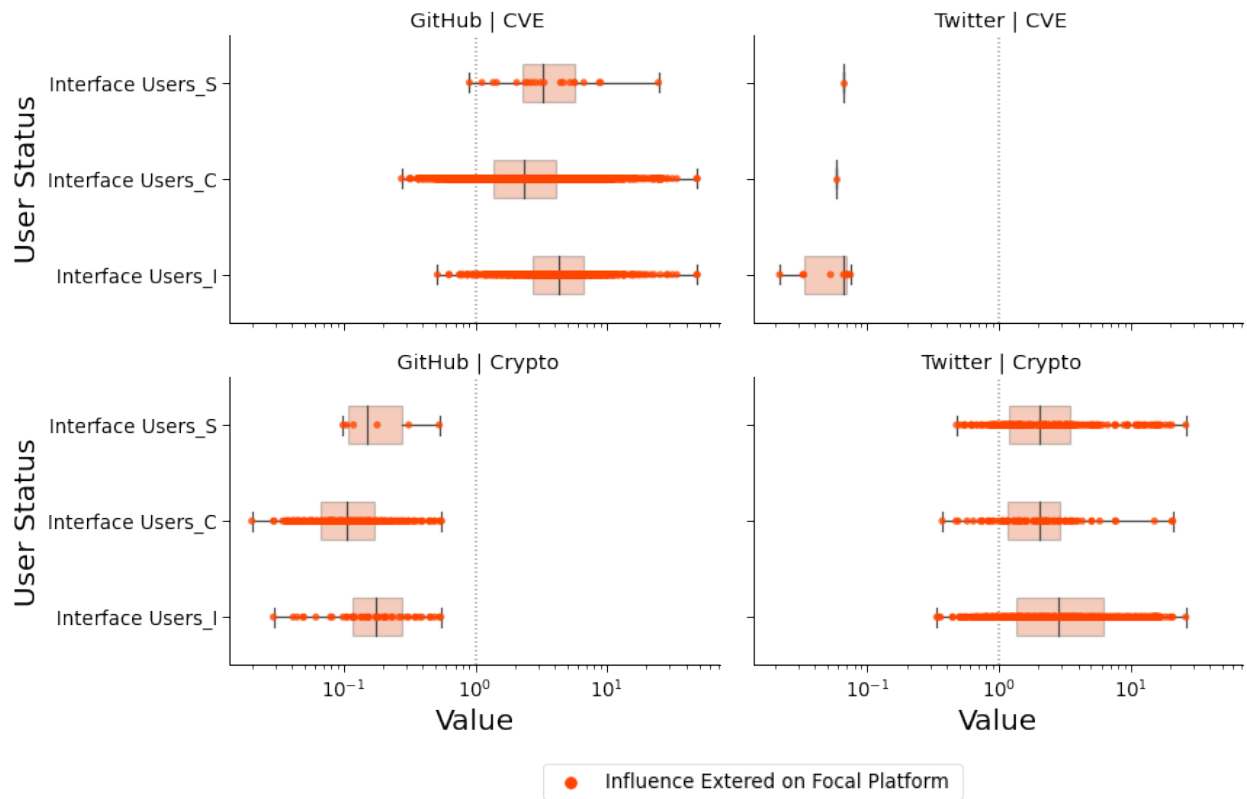 GitHub | CVE
Twitter | CVE
User Status
Interface Users_S
Interface Users_C
Interface Users_I
GitHub | Crypto
Twitter | Crypto
User Status
Interface Users_S
Interface Users_C
Interface Users_I
10⁻¹ 10⁰ 10¹
10⁻¹ 10⁰ 10¹
Value
Value
Influence Extered on Focal Platform